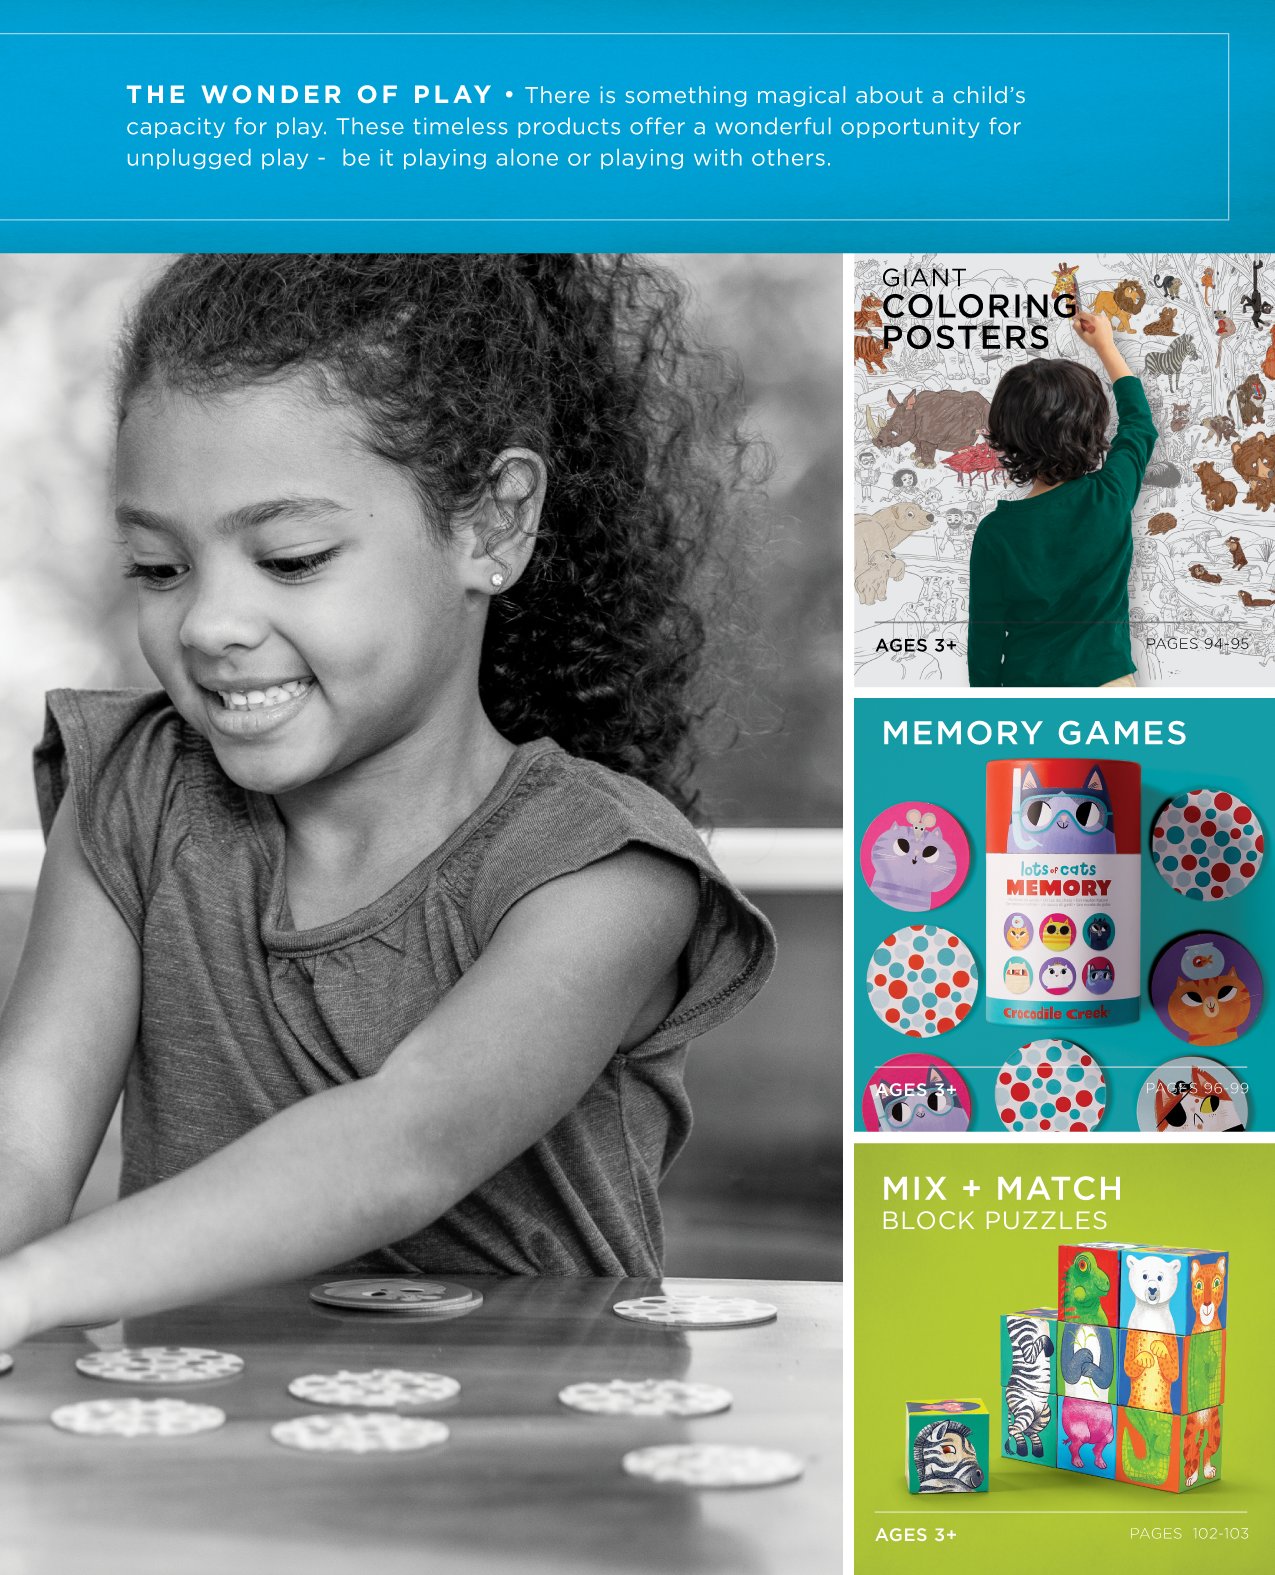 THE WONDER OF PLAY • There is something magical about a child's
capacity for play. These timeless products offer a wonderful opportunity for
unplugged play - be it playing alone or playing with others.
GIANT
COLORING
POSTERS
AGES 3+
PAGES 94-95
MEMORY GAMES
lots of cats
MEMORY
Crocodile Creek
AGES 3+
PAGES 96-99
MIX + MATCH
BLOCK PUZZLES
AGES 3+
PAGES 102-103